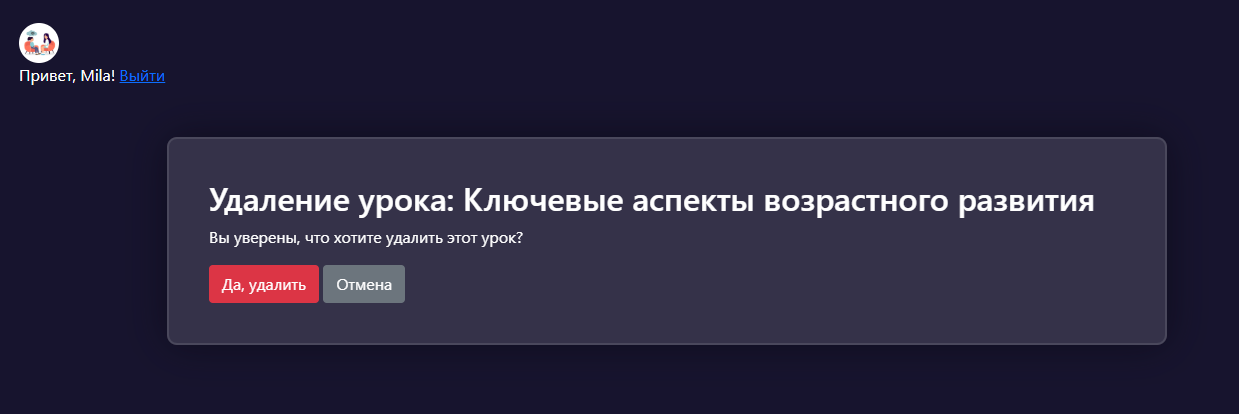 Привет, Mila! Выйти
Удаление урока: Ключевые аспекты возрастного развития
Вы уверены, что хотите удалить этот урок?
Да, удалить Отмена